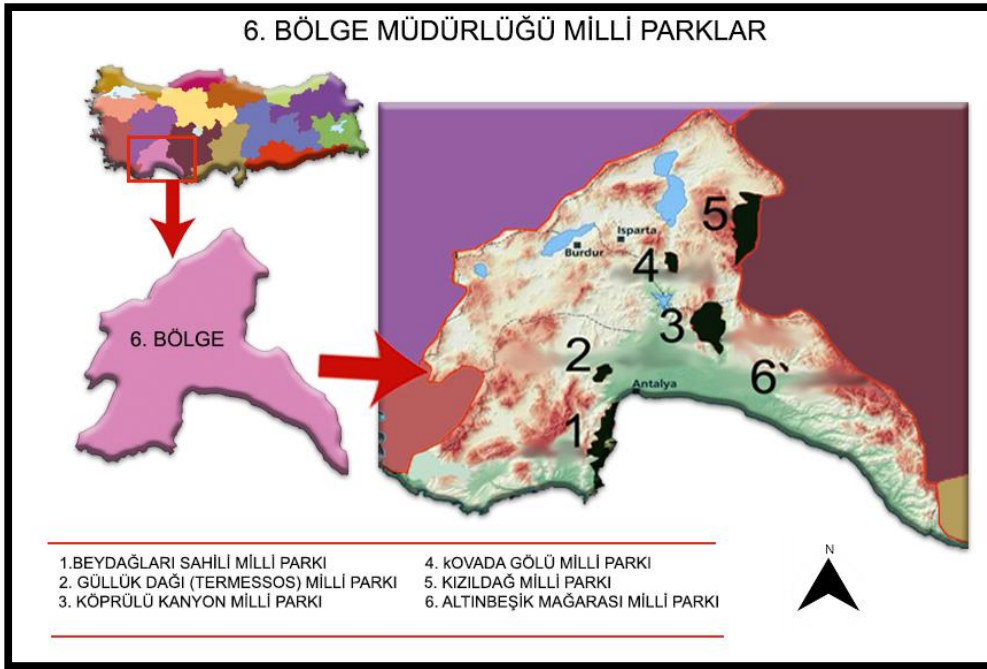 6. BÖLGE MÜDÜRLÜĞÜ MİLLİ PARKLAR
5
Isparta
Burdur
4
3
6. BÖLGE
2
6`
Antalya
1
N
1.BEYDAĞLARI SAHİLİ MİLLİ PARKI
2. GÜLLÜK DAĞI (TERMESSOS) MİLLİ PARKI
3. KÖPRÜLÜ KANYON MİLLİ PARKI
4. kOVADA GÖLÜ MİLLİ PARKI
5. KIZILDAĞ MİLLİ PARKI
6. ALTINBEŞİK MAĞARASI MİLLİ PARKI